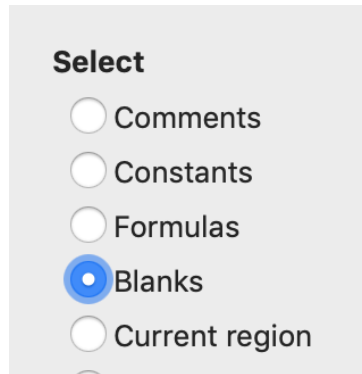 Select
Comments
Constants
Formulas
Blanks
Current region